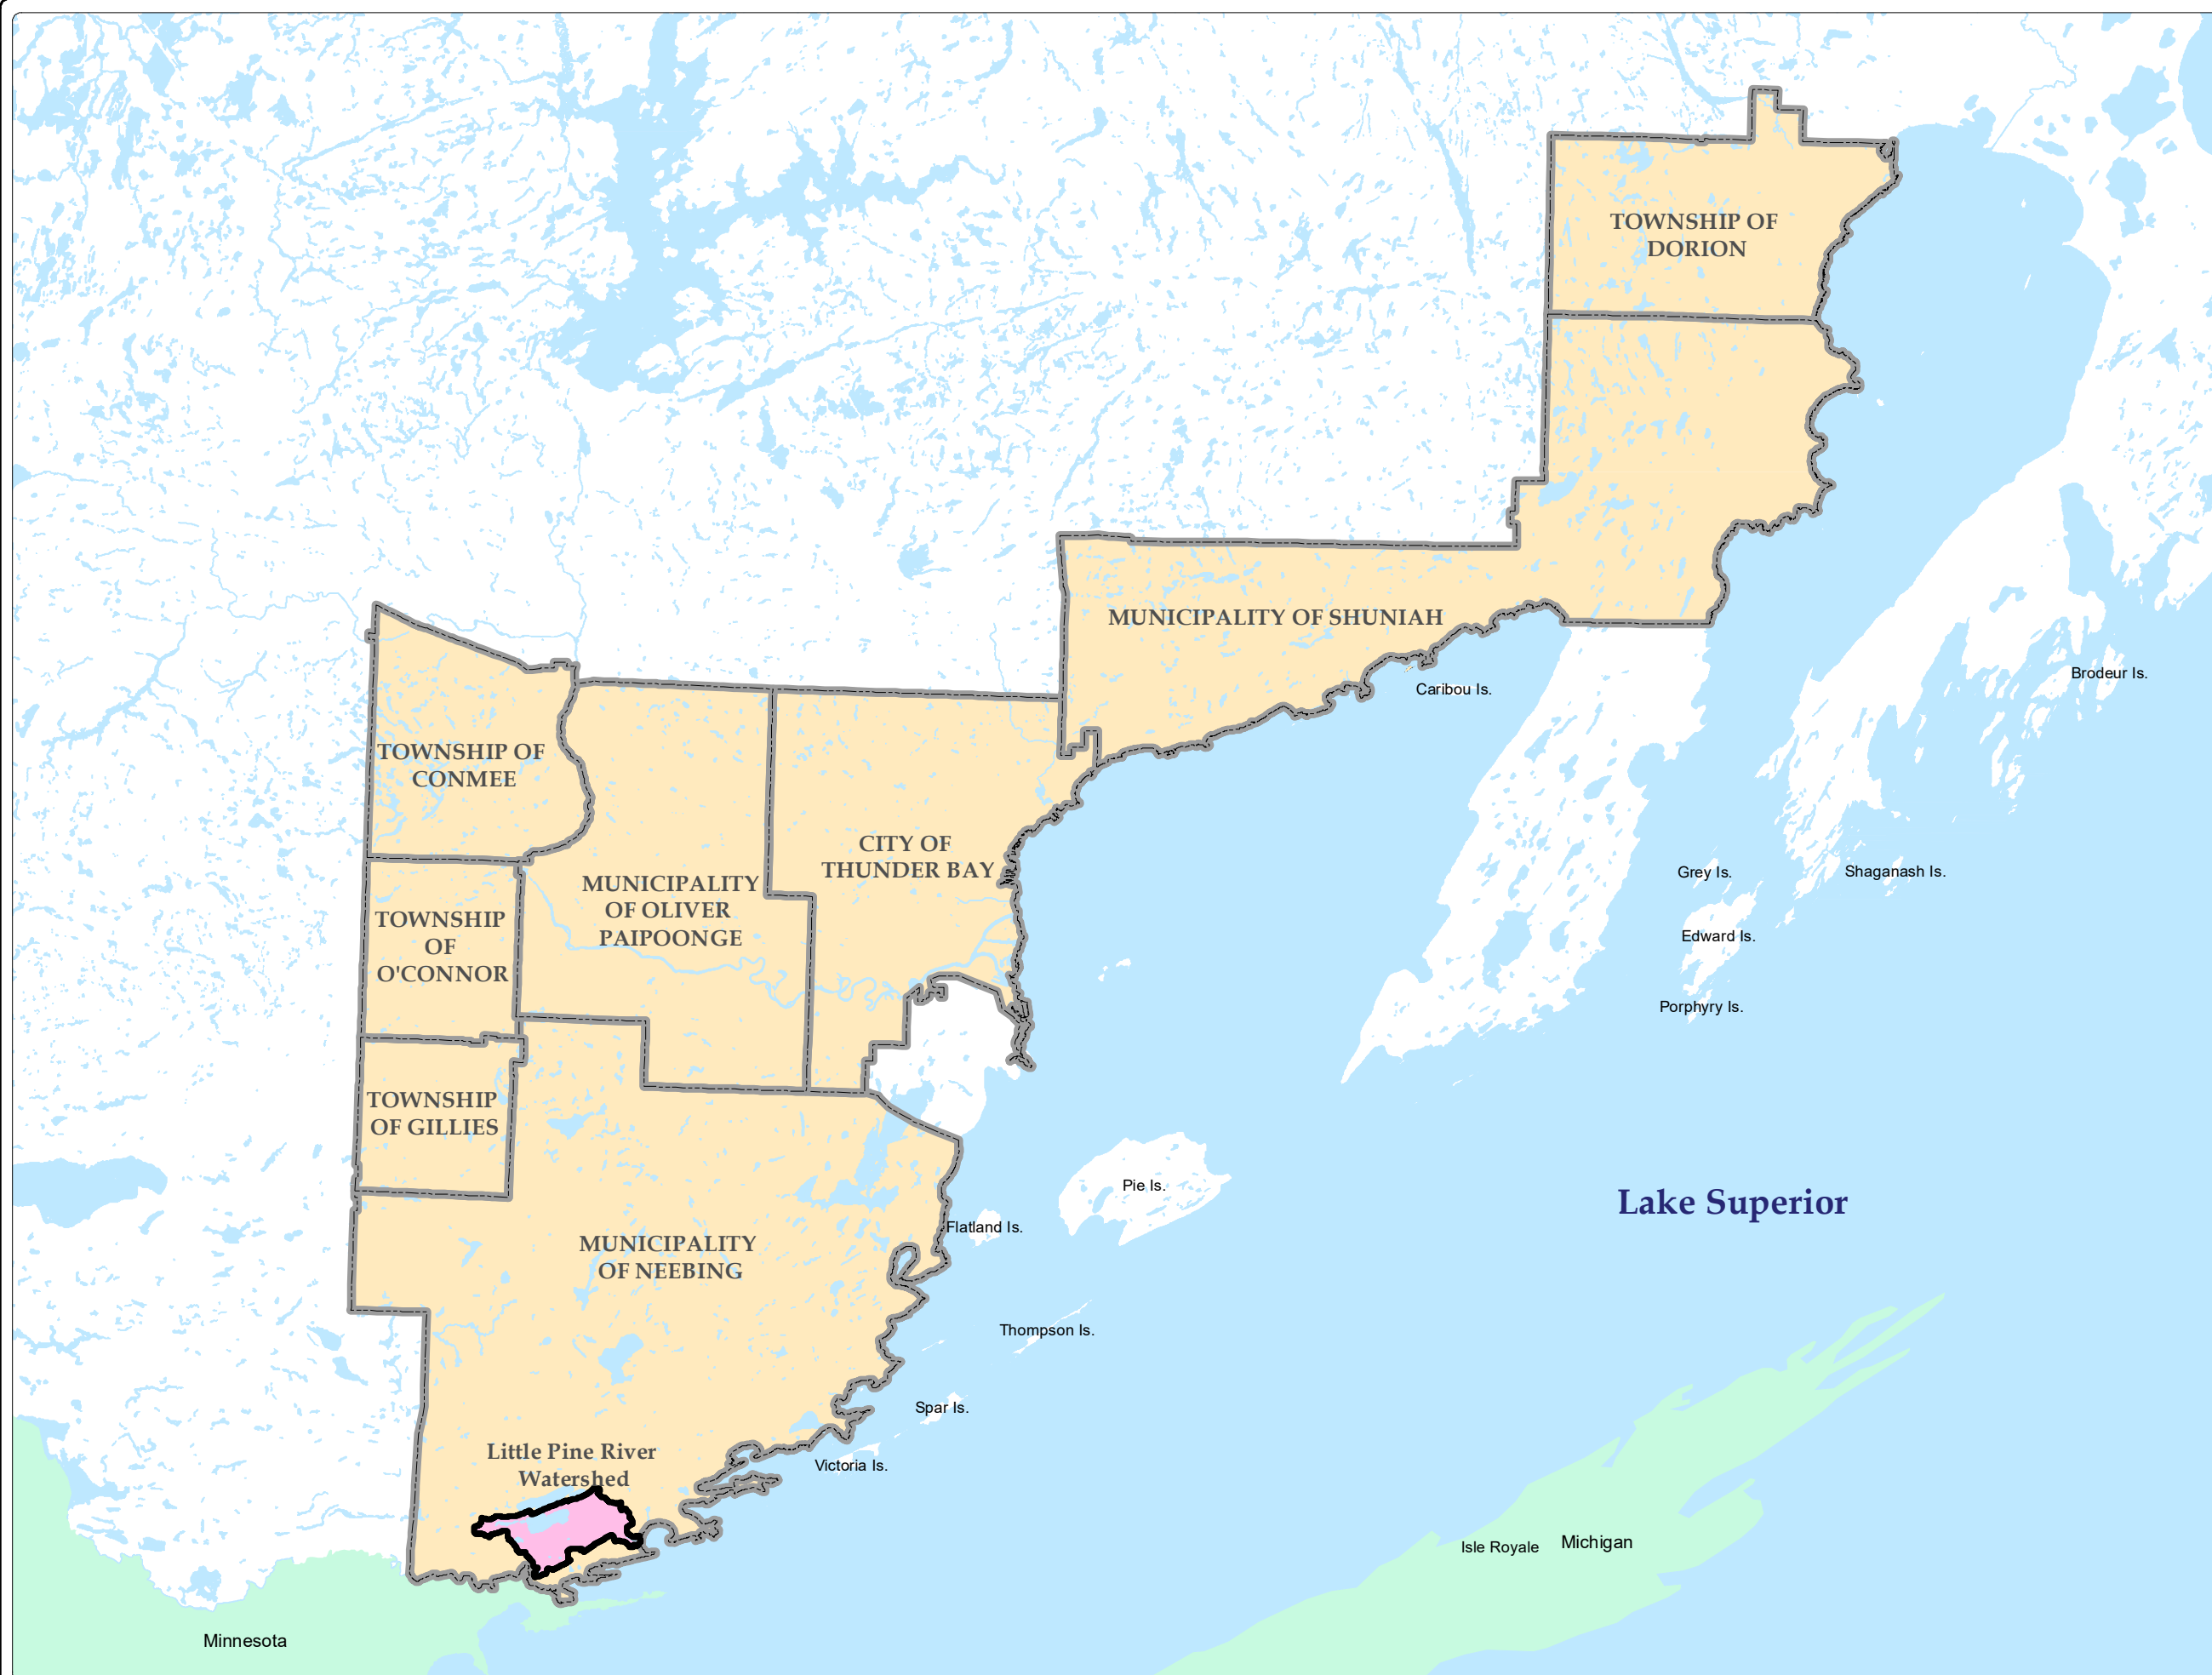 TOWNSHIP OF
DORION
MUNICIPALITY OF SHUNIAH
Caribou Is.
Brodeur Is.
TOWNSHIP OF
CONMEE
CITY OF
THUNDER BAY
MUNICIPALITY
OF OLIVER
PAIPOONGE
Grey Is.
Shaganash Is.
TOWNSHIP
OF
O'CONNOR
Edward Is.
Porphyry Is.
TOWNSHIP
OF GILLIES
Pie Is.
Lake Superior
Flatland Is.
MUNICIPALITY
OF NEEBING
Thompson Is.
Spar Is.
Little Pine River
Watershed
Victoria Is.
Isle Royale
Michigan
Minnesota